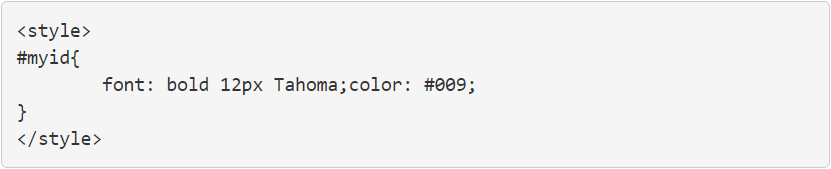 <style>
#myid{
        font: bold 12px Tahoma;color: #009;
}
</style>